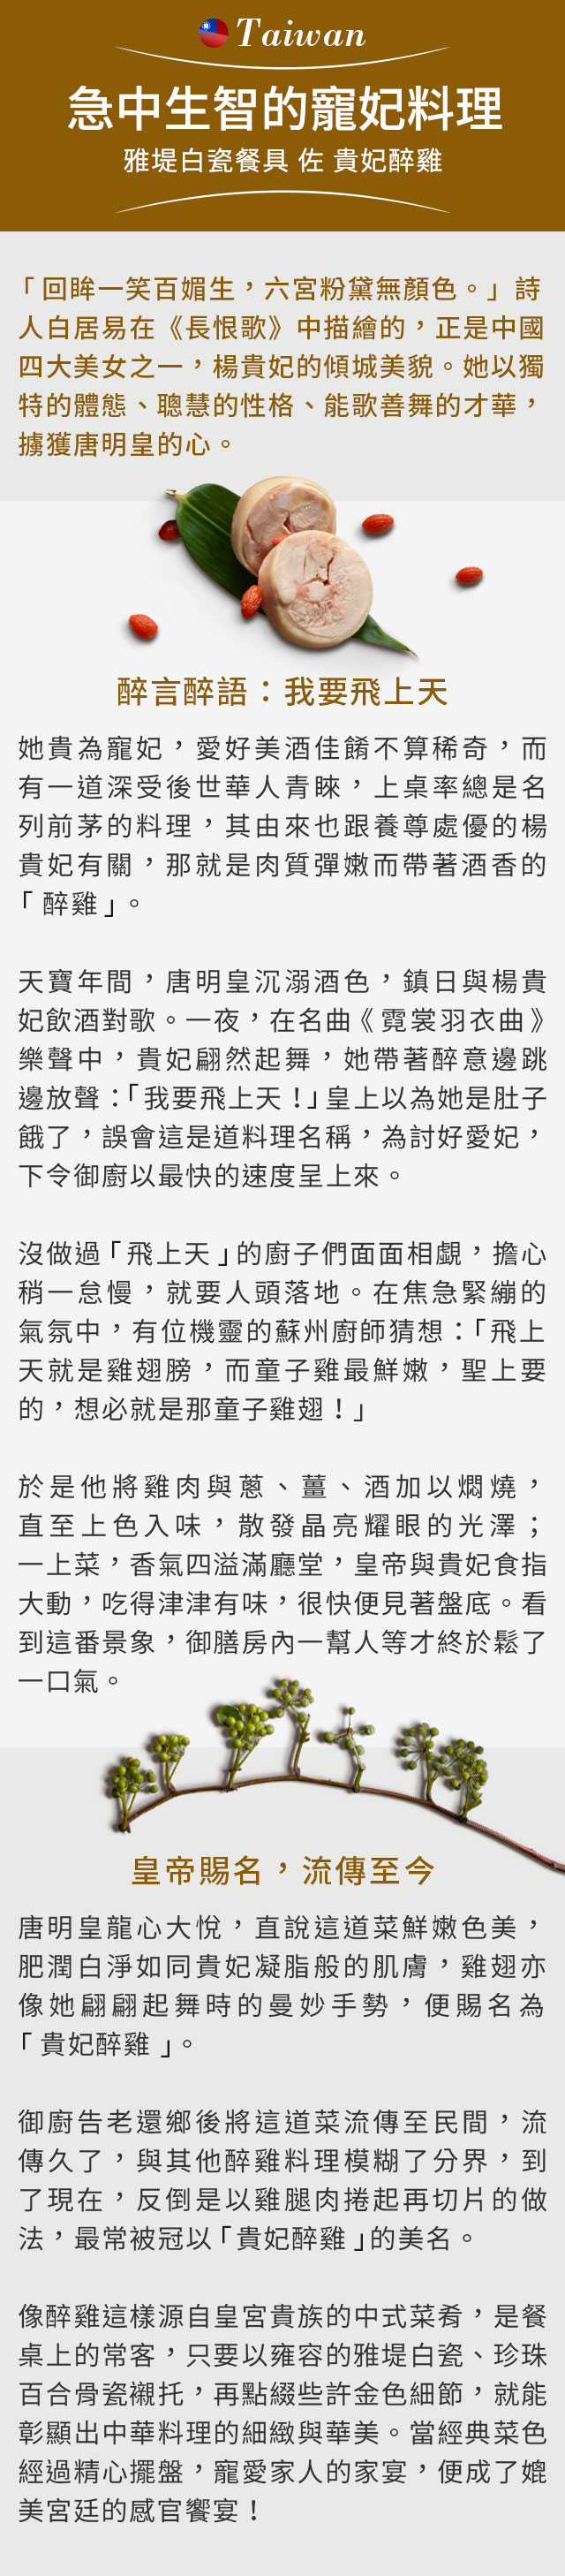 Taiwan
急中生智的寵妃料理
雅堤白瓷餐具 佐 貴妃醉雞
「回眸一笑百媚生，六宮粉黛無顏色。」詩
人白居易在《長恨歌》中描繪的，正是中國
四大美女之一，楊貴妃的傾城美貌。她以獨
特的體態、聰慧的性格、能歌善舞的才華，
擄獲唐明皇的心。
醉言醉語：我要飛上天
她貴為寵妃，愛好美酒佳餚不算稀奇，而
有一道深受後世華人青睞，上桌率總是名
列前茅的料理，其由來也跟養尊處優的楊
貴妃有關，那就是肉質彈嫩而帶著酒香的
「醉雞」。
天寶年間，唐明皇沉溺酒色，鎮日與楊貴
妃飲酒對歌。一夜，在名曲《霓裳羽衣曲》
樂聲中，貴妃翩然起舞，她帶著醉意邊跳
邊放聲：「我要飛上天！」皇上以為她是肚子
餓了，誤會這是道料理名稱，為討好愛妃，
下令御廚以最快的速度呈上來。
沒做過「飛上天」的廚子們面面相覷，擔心
稍一怠慢，就要人頭落地。在焦急緊繃的
氣氛中，有位機靈的蘇州廚師猜想：「飛上
天就是雞翅膀，而童子雞最鮮嫩，聖上要
的，想必就是那童子雞翅！」
於是他將雞肉與蔥、薑、酒加以燜燒，
直至上色入味，散發晶亮耀眼的光澤；
一上菜，香氣四溢滿廳堂，皇帝與貴妃食指
大動，吃得津津有味，很快便見著盤底。看
到這番景象，御膳房內一幫人等才終於鬆了
一口氣。
皇帝賜名，流傳至今
唐明皇龍心大悅，直說這道菜鮮嫩色美，
肥潤白淨如同貴妃凝脂般的肌膚，雞翅亦
像她翩翩起舞時的曼妙手勢，便賜名為
「貴妃醉雞」。
御廚告老還鄉後將這道菜流傳至民間，流
傳久了，與其他醉雞料理模糊了分界，到
了現在，反倒是以雞腿肉捲起再切片的做
法，最常被冠以「貴妃醉雞」的美名。
像醉雞這樣源自皇宮貴族的中式菜肴，是餐
桌上的常客，只要以雍容的雅堤白瓷、珍珠
百合骨瓷襯托，再點綴些許金色細節，就能
彰顯出中華料理的細緻與華美。當經典菜色
經過精心擺盤，寵愛家人的家宴，便成了媲
美宮廷的感官饗宴！